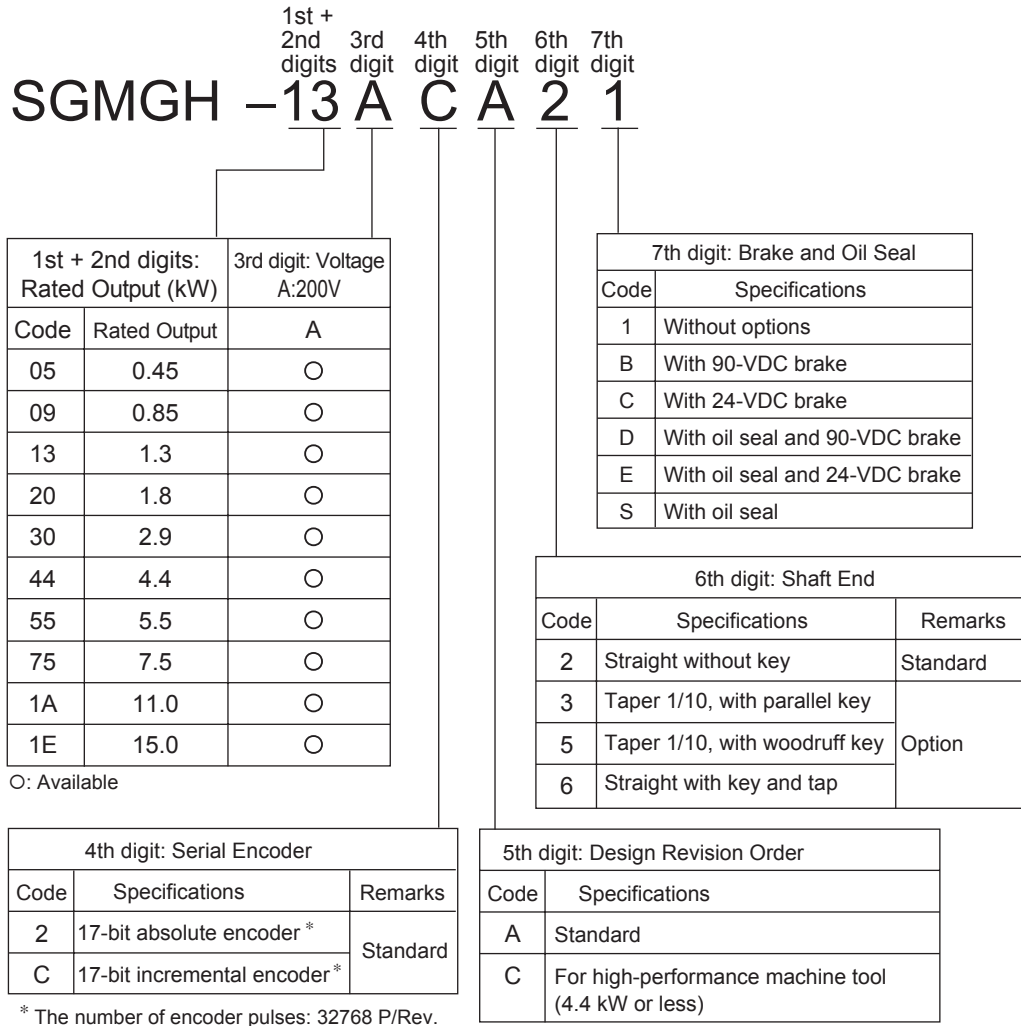 1st +
2nd 3rd 4th 5th 6th 7th
digits digit digit digit digit digit
SGMGH –13 A C A 2 1
1st + 2nd digits:
Rated Output (kW)
3rd digit: Voltage
A:200V
Code Rated Output A
05 0.45 O
09 0.85 O
13 1.3 O
20 1.8 O
30 2.9 O
44 4.4 O
55 5.5 O
75 7.5 O
1A 11.0 O
1E 15.0 O
O: Available
7th digit: Brake and Oil Seal
Code Specifications
1 Without options
B With 90-VDC brake
C With 24-VDC brake
D With oil seal and 90-VDC brake
E With oil seal and 24-VDC brake
S With oil seal
6th digit: Shaft End
Code Specifications Remarks
2 Straight without key Standard
3 Taper 1/10, with parallel key
5 Taper 1/10, with woodruff key Option
6 Straight with key and tap
4th digit: Serial Encoder
Code Specifications Remarks
2 17-bit absolute encoder * Standard
C 17-bit incremental encoder *
* The number of encoder pulses: 32768 P/Rev.
5th digit: Design Revision Order
Code Specifications
A Standard
C For high-performance machine tool
(4.4 kW or less)